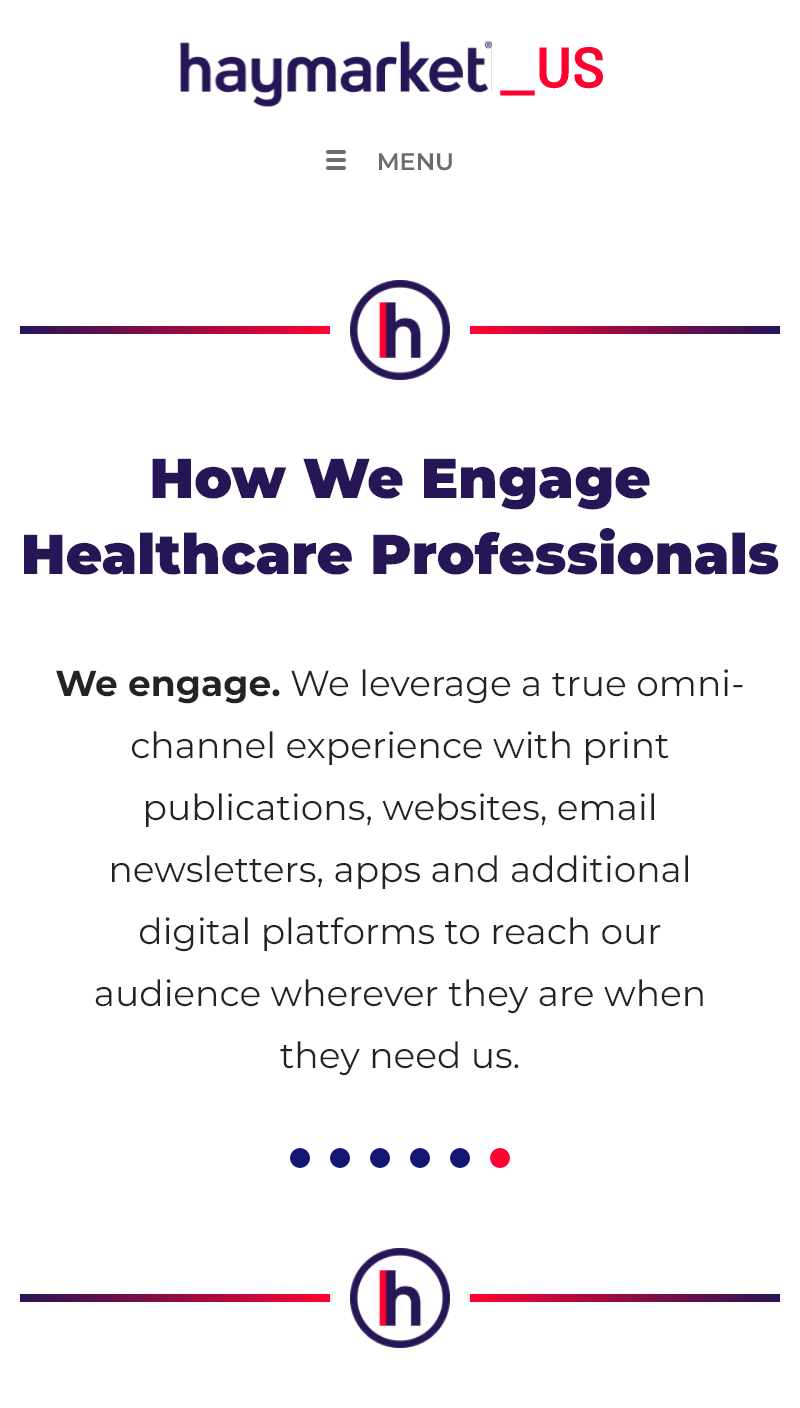 haymarket® _US
☰ MENU
h
How We Engage
Healthcare Professionals
We engage. We leverage a true omni-
channel experience with print
publications, websites, email
newsletters, apps and additional
digital platforms to reach our
audience wherever they are when
they need us.
h